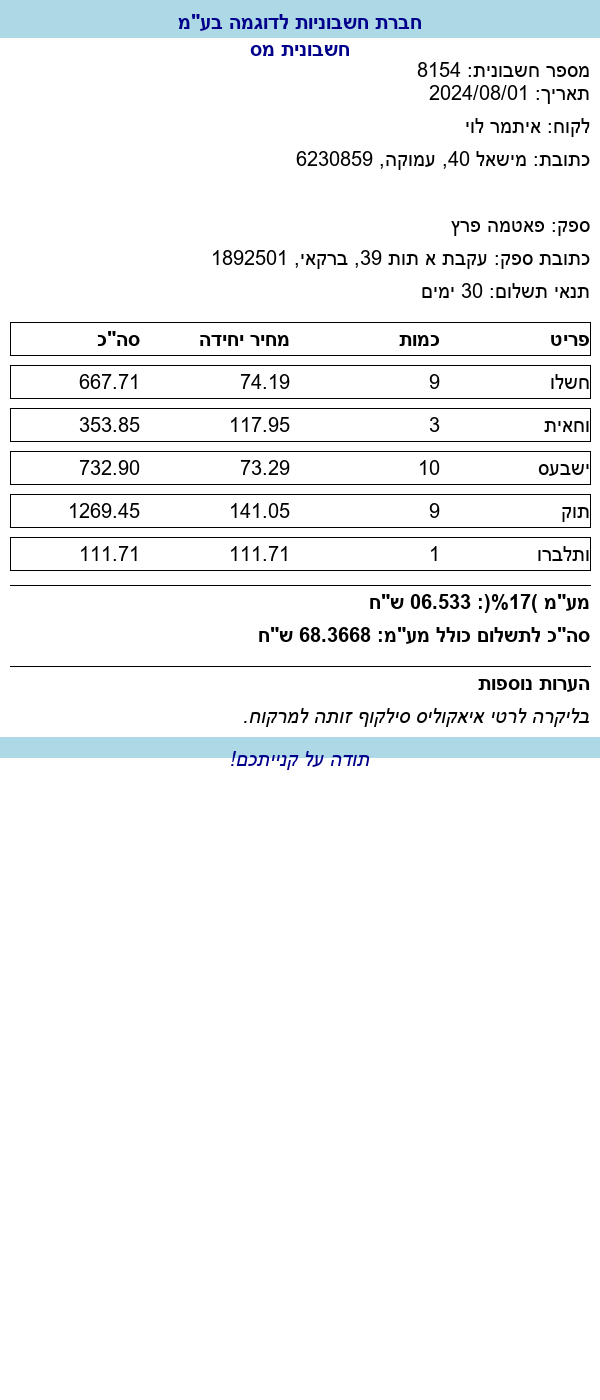 חברת חשבוניות לדוגמה בע"מ
חשבונית מס
מספר חשבונית: 8154
תאריך: 2024/08/01
לקוח: איתמר לוי
כתובת: מישאל 40, עמוקה, 6230859
ספק: פאטמה פרץ
כתובת ספק: עקבת א תות 39, ברקאי, 1892501
תנאי תשלום: 30 ימים
פריט כמות מחיר יחידה סה"כ
חשלו 9 74.19 667.71
וחאית 3 117.95 353.85
ישבעס 10 73.29 732.90
תוק 9 141.05 1269.45
ותלברו 1 111.71 111.71
מע"מ )17%(: 06.533 ש"ח
סה"כ לתשלום כולל מע"מ: 68.3668 ש"ח
הערות נוספות
בליקרה לרטי איאקוליס סילקוף זותה למרקוח.
תודה על קנייתכם!